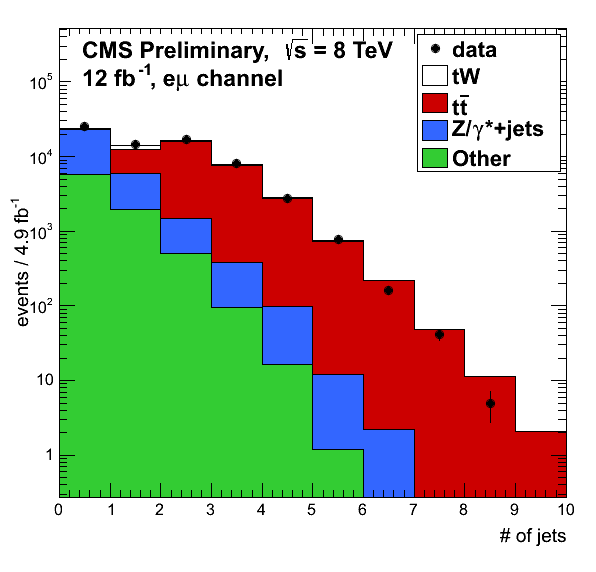 CMS Preliminary, √s = 8 TeV
12 fb⁻¹, eμ channel
data
tW
tt̄
Z/γ*+jets
Other
events / 4.9 fb⁻¹
10⁵
10⁴
10³
10²
10
1
0 1 2 3 4 5 6 7 8 9 10
# of jets